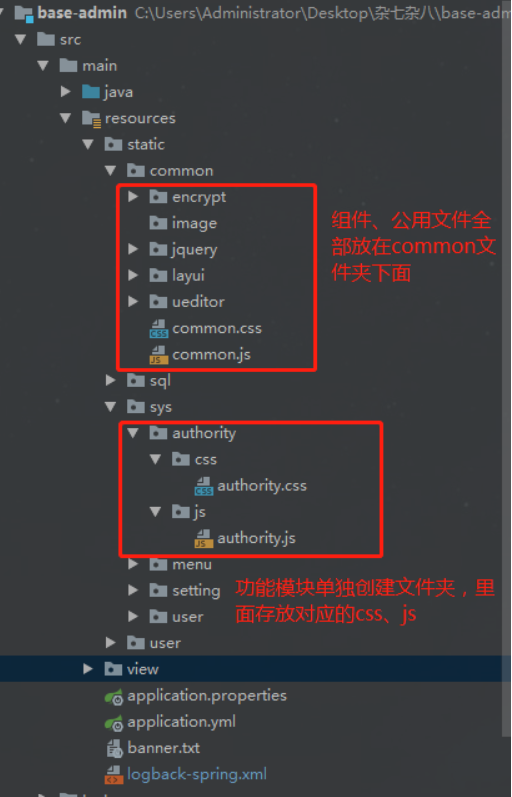 base-admin C:\Users\Administrator\Desktop\杂七杂八\base-adm
src
main
java
resources
static
common
encrypt
image
组件、公用文件全
jquery
部放在common文
layui
件夹下面
ueditor
common.css
common.js
sql
sys
authority
css
authority.css
js
authority.js
menu
setting
功能模块单独创建文件夹，里
user
面存放对应的css、js
user
view
application.properties
application.yml
banner.txt
logback-spring.xml